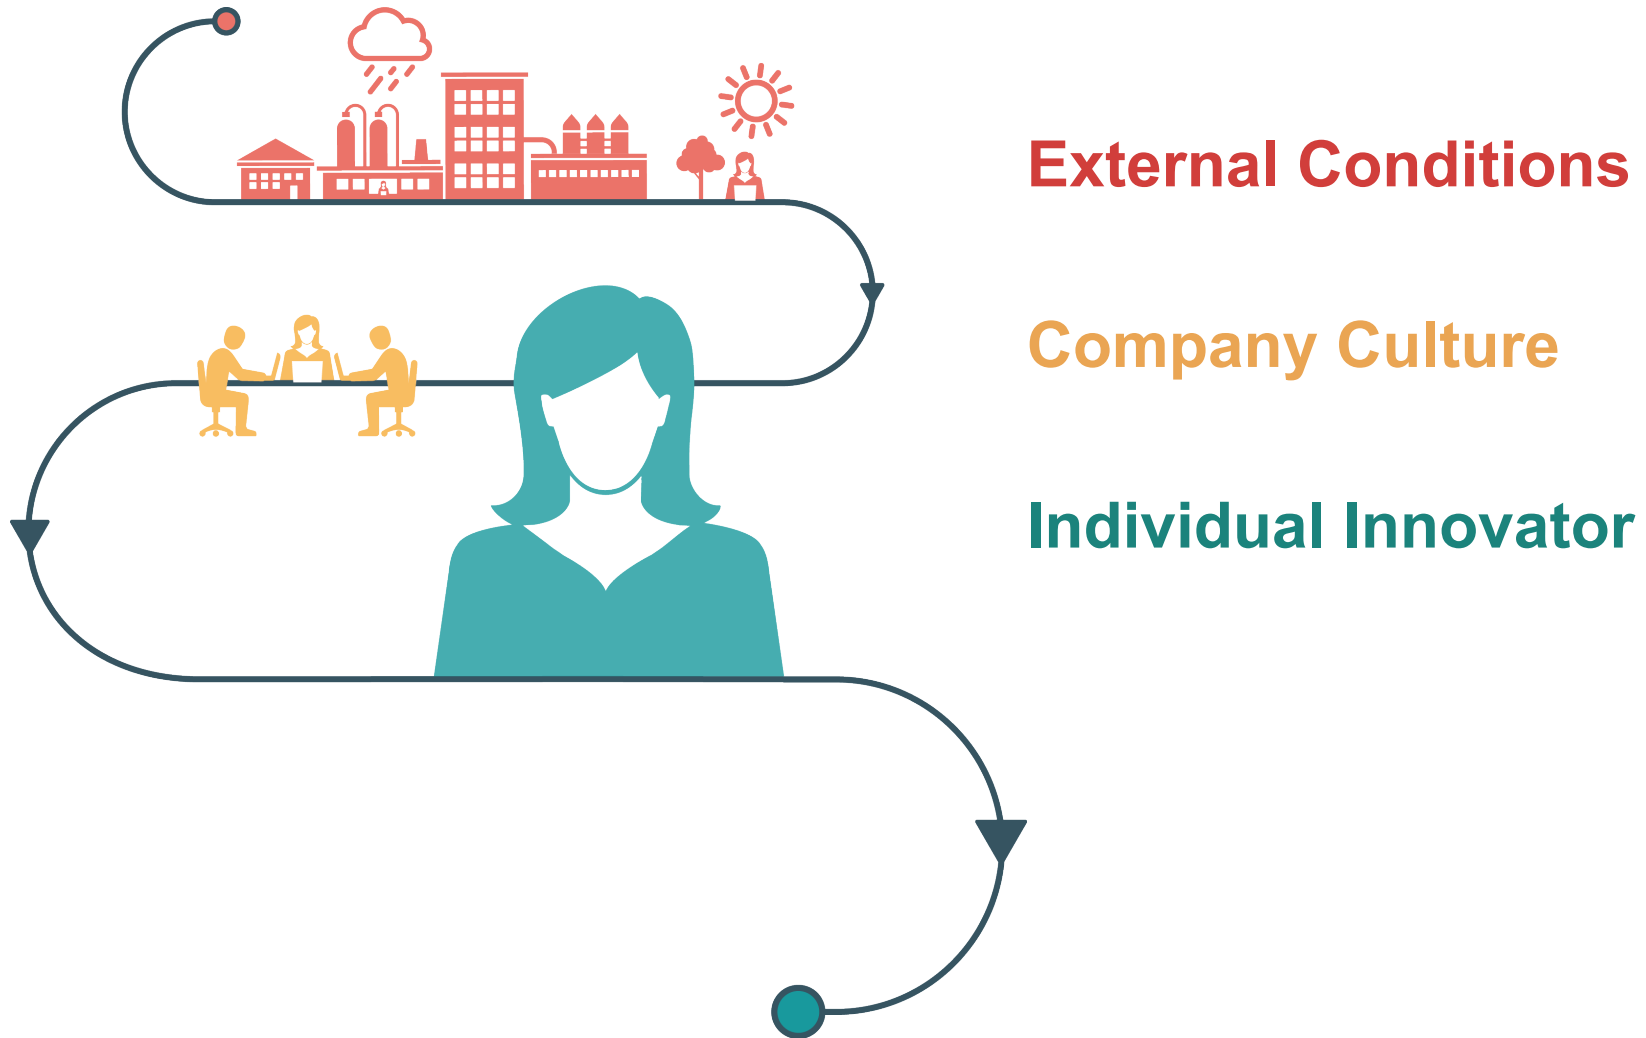 External Conditions
Company Culture
Individual Innovator